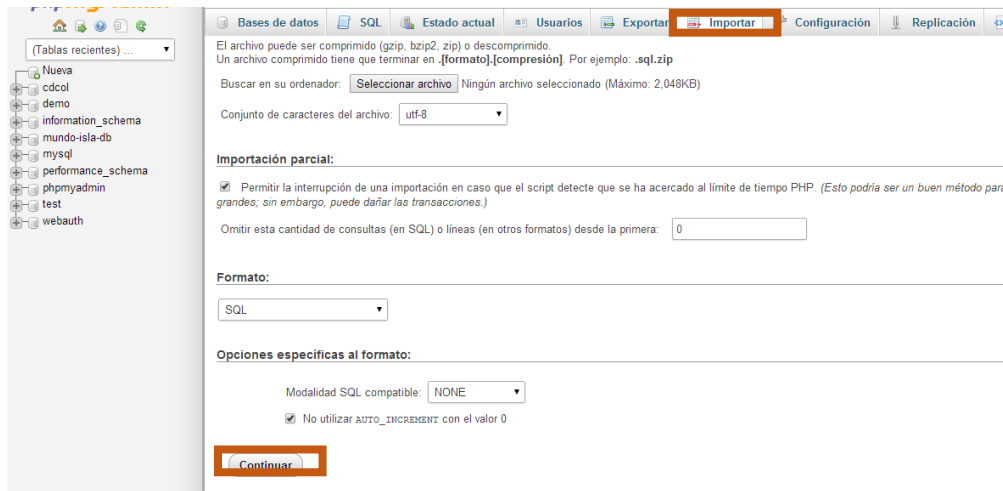 Bases de datos SQL Estado actual Usuarios Exportar Importar Configuración Replicación
(Tablas recientes) ...
Nueva
cdcol
demo
information_schema
mundo-isla-db
mysql
performance_schema
phpmyadmin
test
webauth
El archivo puede ser comprimido (gzip, bzip2, zip) o descomprimido.
Un archivo comprimido tiene que terminar en .[formato].[compresión]. Por ejemplo: .sql.zip
Buscar en su ordenador: Seleccionar archivo Ningún archivo seleccionado (Máximo: 2,048KB)
Conjunto de caracteres del archivo: utf-8
Importación parcial:
Permitir la interrupción de una importación en caso que el script detecte que se ha acercado al límite de tiempo PHP. (Esto podría ser un buen método para
grandes; sin embargo, puede dañar las transacciones.)
Omitir esta cantidad de consultas (en SQL) o líneas (en otros formatos) desde la primera: 0
Formato:
SQL
Opciones específicas al formato:
Modalidad SQL compatible: NONE
No utilizar AUTO_INCREMENT con el valor 0
Continuar